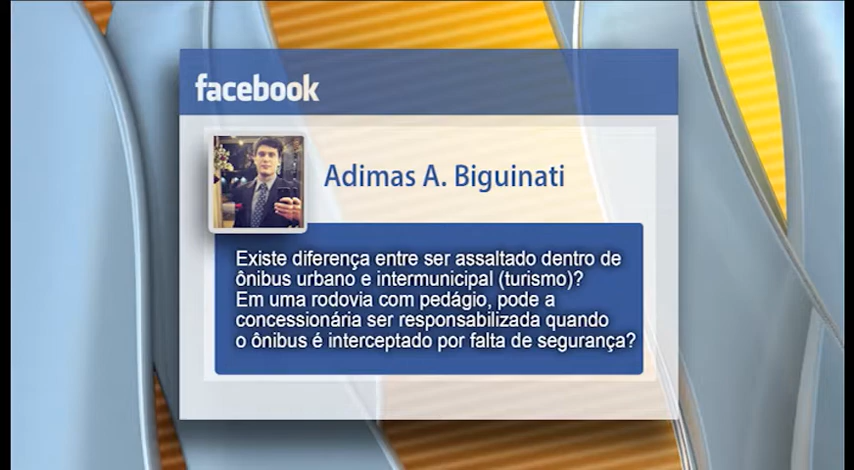 facebook
Adimas A. Biguinati
Existe diferença entre ser assaltado dentro de
ônibus urbano e intermunicipal (turismo)?
Em uma rodovia com pedágio, pode a
concessionária ser responsabilizada quando
o ônibus é interceptado por falta de segurança?